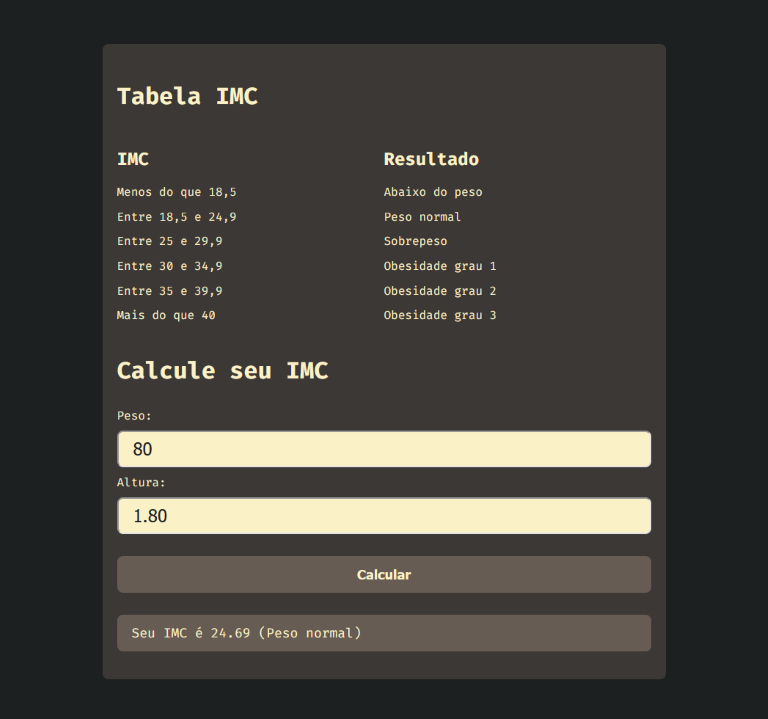 Tabela IMC
IMC Resultado
Menos do que 18,5 Abaixo do peso
Entre 18,5 e 24,9 Peso normal
Entre 25 e 29,9 Sobrepeso
Entre 30 e 34,9 Obesidade grau 1
Entre 35 e 39,9 Obesidade grau 2
Mais do que 40 Obesidade grau 3
Calcule seu IMC
Peso:
80
Altura:
1.80
Calcular
Seu IMC é 24.69 (Peso normal)